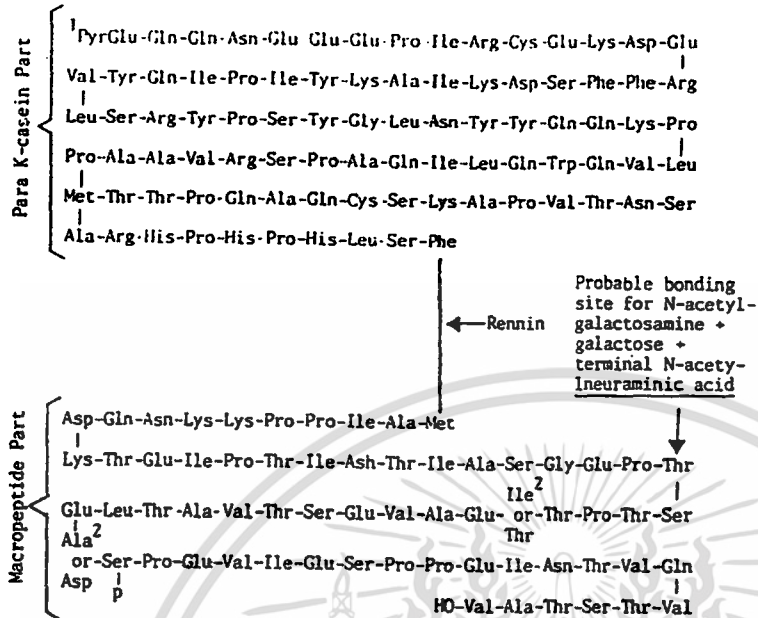 Para K-casein Part
1PyrGlu-Gln-Gln-Asn-Glu Glu-Glu-Pro-Ile-Arg-Cys-Glu-Lys-Asp-Glu
Val-Tyr-Gln-Ile-Pro-Ile-Tyr-Lys-Ala-Ile-Lys-Asp-Ser-Phe-Phe-Arg
Leu-Ser-Arg-Tyr-Pro-Ser-Tyr-Gly-Leu-Asn-Tyr-Tyr-Gln-Gln-Lys-Pro
Pro-Ala-Ala-Val-Arg-Ser-Pro-Ala-Gln-Ile-Leu-Gln-Trp-Gln-Val-Leu
Met-Thr-Thr-Pro-Gln-Ala-Gln-Cys-Ser-Lys-Ala-Pro-Val-Thr-Asn-Ser
Ala-Arg-His-Pro-His-Pro-His-Leu-Ser-Phe
Rennin
Probable bonding
site for N-acetyl-
galactosamine +
galactose +
terminal N-acety-
lneuraminic acid
Macropeptide Part
Asp-Gln-Asn-Lys-Lys-Pro-Pro-Ile-Ala-Met
Lys-Thr-Glu-Ile-Pro-Thr-Ile-Ash-Thr-Ile-Ala-Ser-Gly-Glu-Pro-Thr
Ile2
Glu-Leu-Thr-Ala-Val-Thr-Ser-Glu-Val-Ala-Glu-or-Thr-Pro-Thr-Ser
Thr
Ala2
or-Ser-Pro-Glu-Val-Ile-Glu-Ser-Pro-Pro-Glu-Ile-Asn-Thr-Val-Gln
Asp
p
HO-Val-Ala-Thr-Ser-Thr-Val